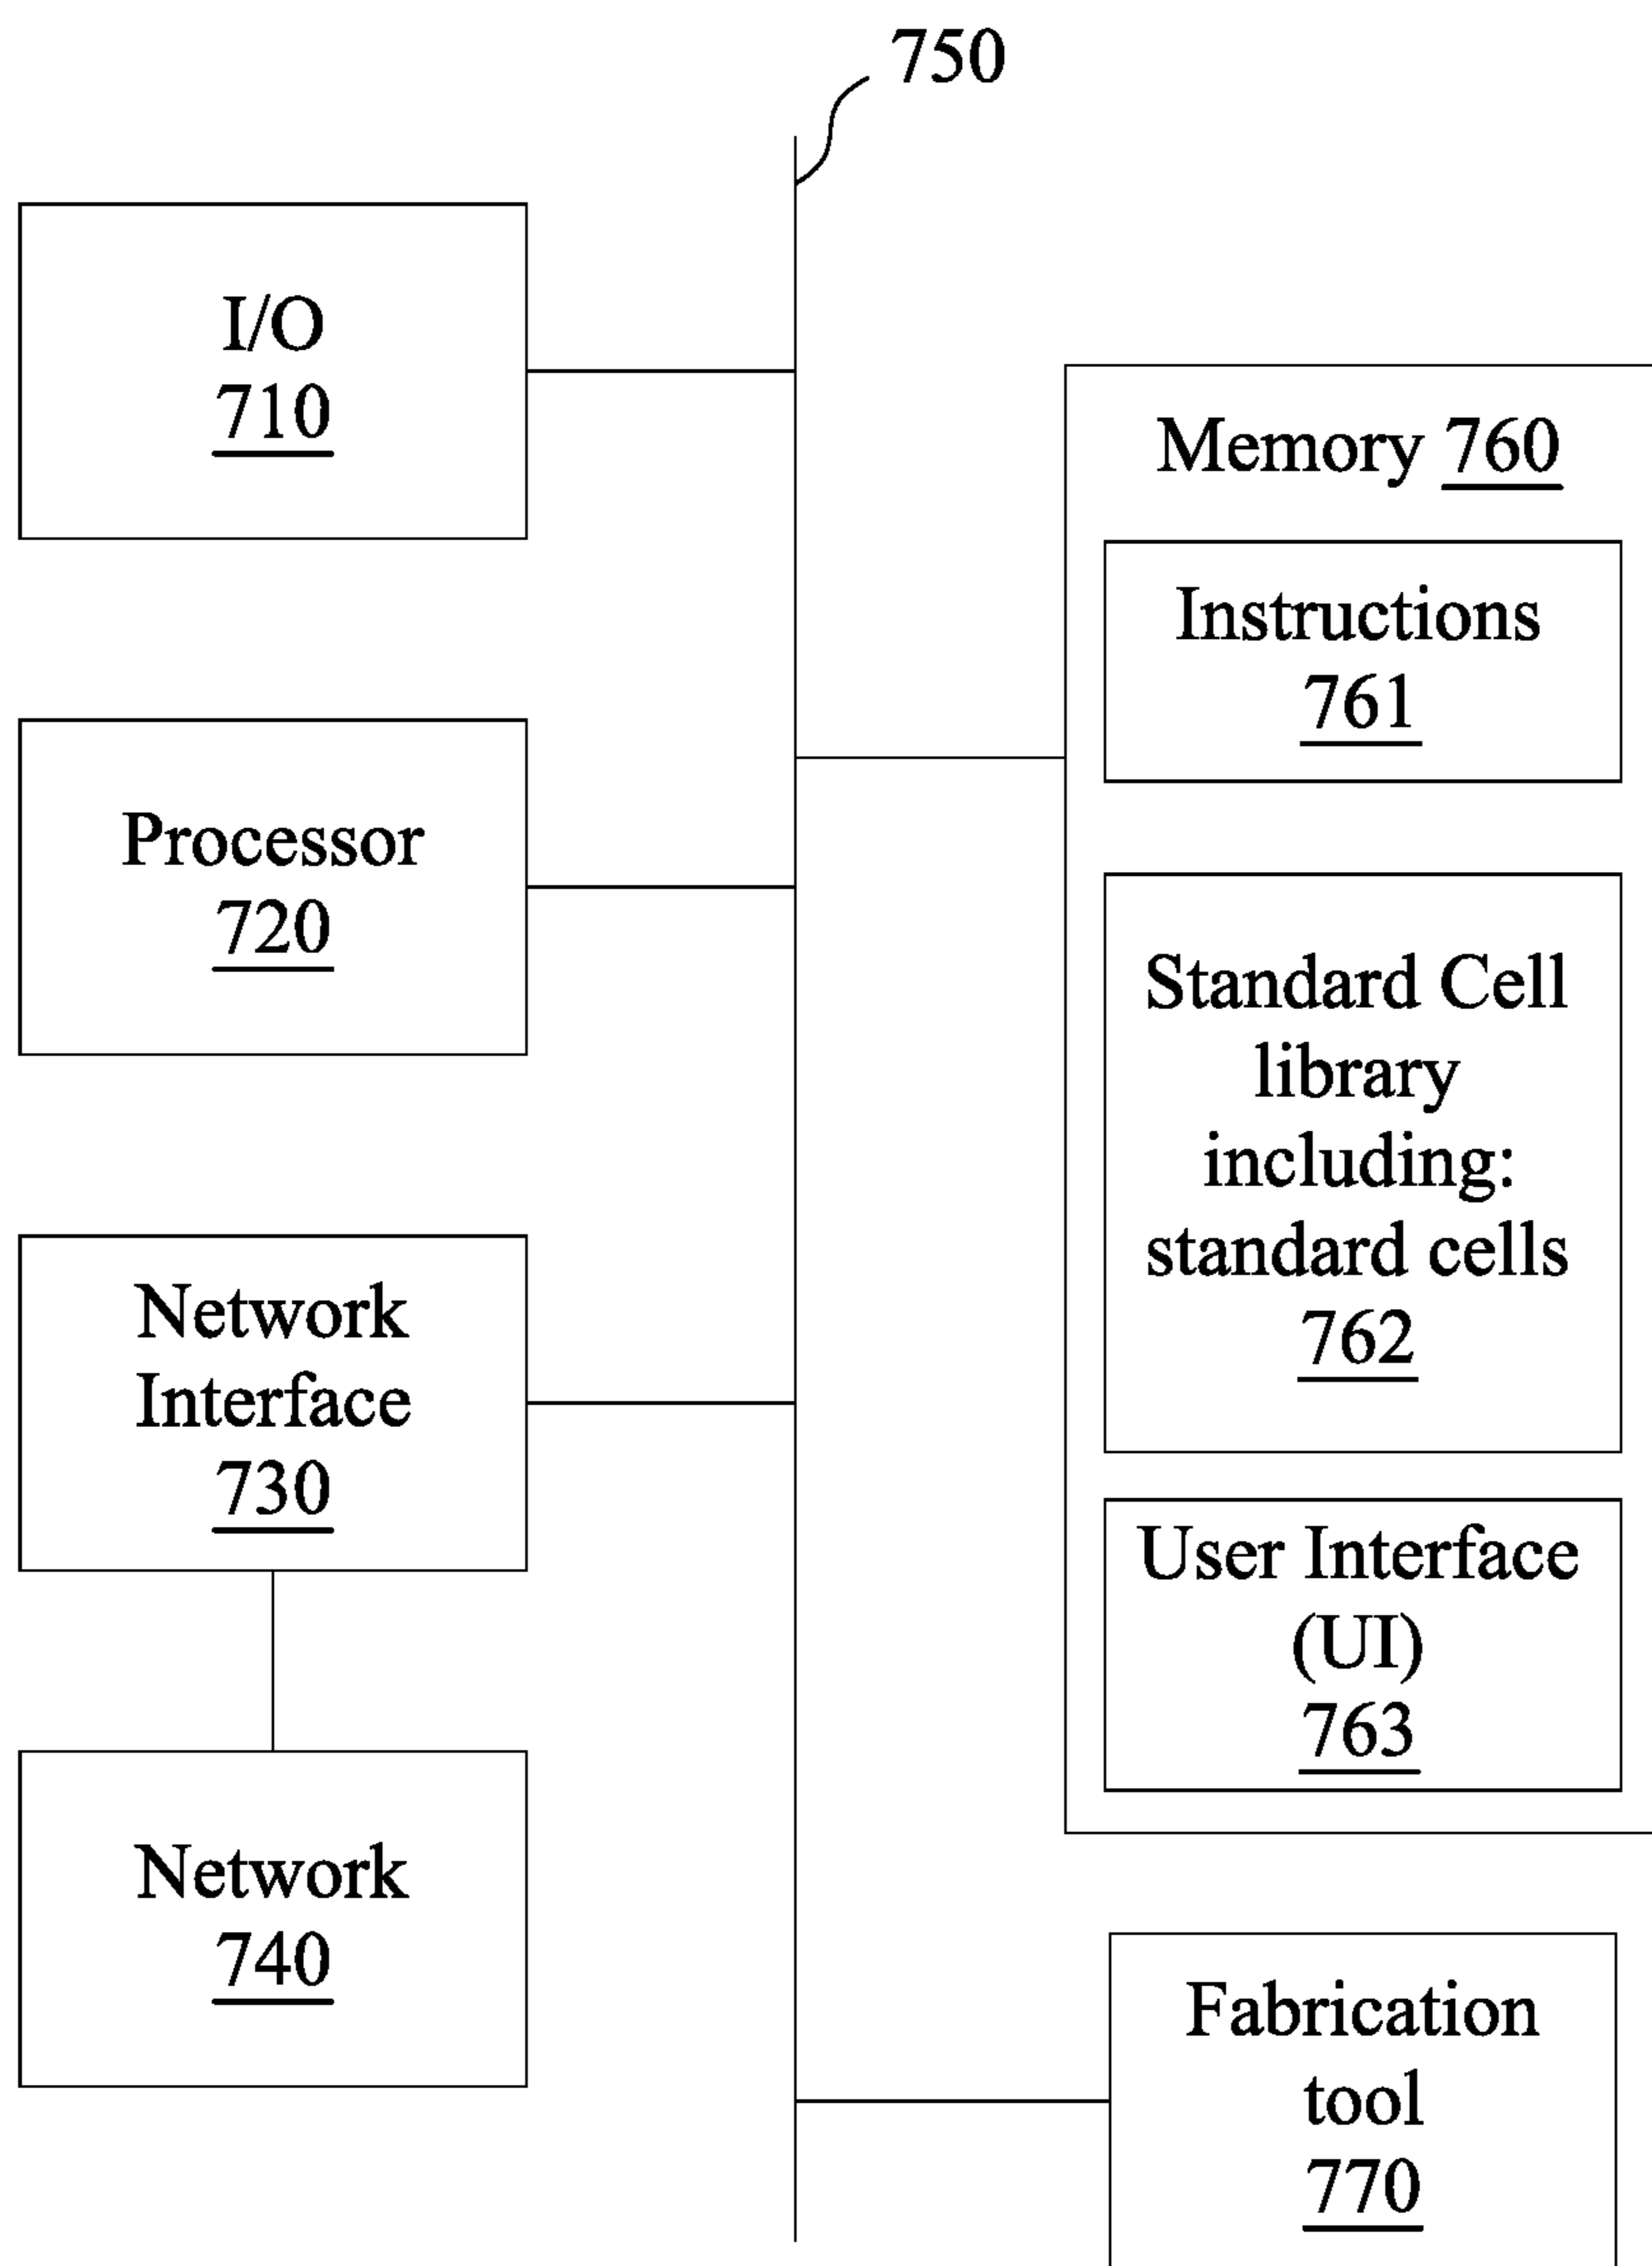 750
I/O
710
Processor
720
Network
Interface
730
Network
740
Memory 760
Instructions
761
Standard Cell
library
including:
standard cells
762
User Interface
(UI)
763
Fabrication
tool
770